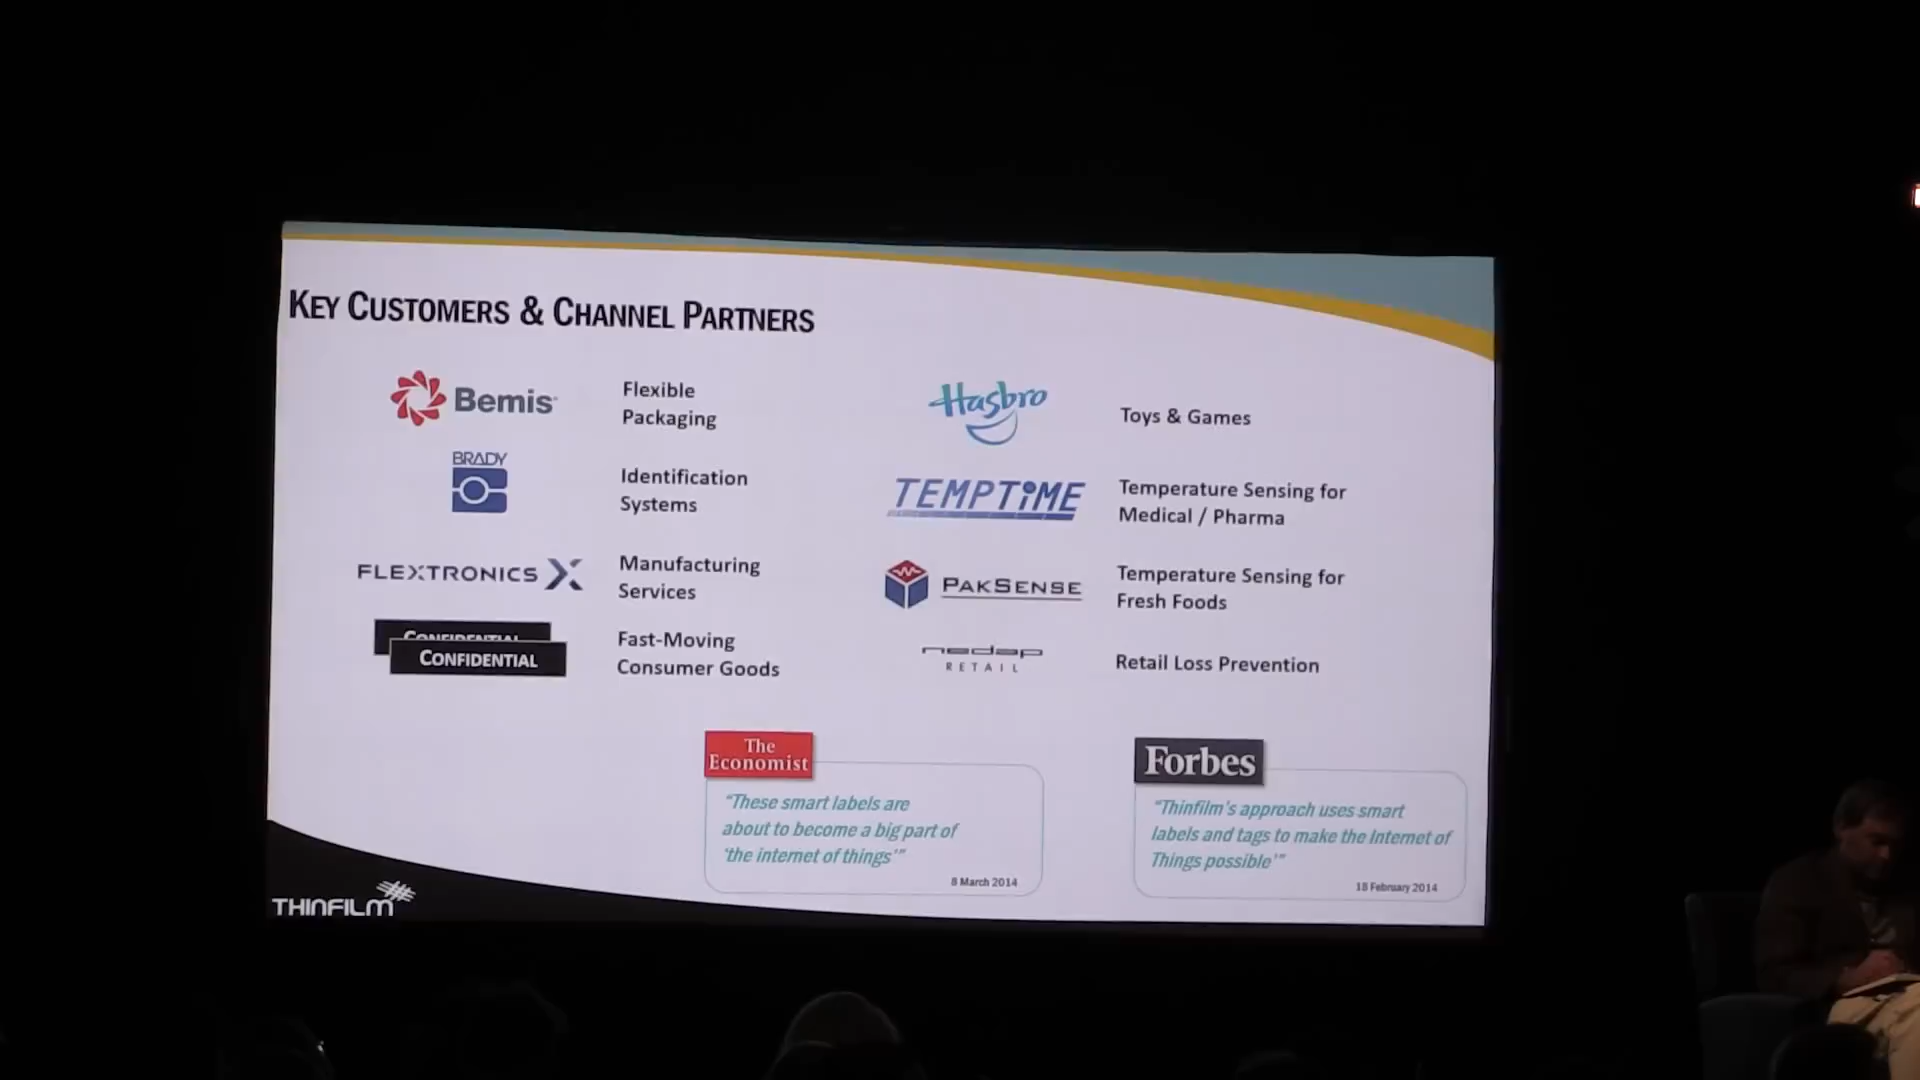 KEY CUSTOMERS & CHANNEL PARTNERS
Bemis
Flexible
Packaging
BRADY
Identification
Systems
FLEXTRONICS
Manufacturing
Services
CONFIDENTIAL
CONFIDENTIAL
Fast-Moving
Consumer Goods
Hasbro
Toys & Games
TEMPTIME
Temperature Sensing for
Medical / Pharma
PAKSENSE
Temperature Sensing for
Fresh Foods
nedap
RETAIL
Retail Loss Prevention
The
Economist
“These smart labels are
about to become a big part of
‘the internet of things’”
8 March 2014
Forbes
“Thinfilm's approach uses smart
labels and tags to make the Internet of
Things possible’”
18 February 2014
THINFILM